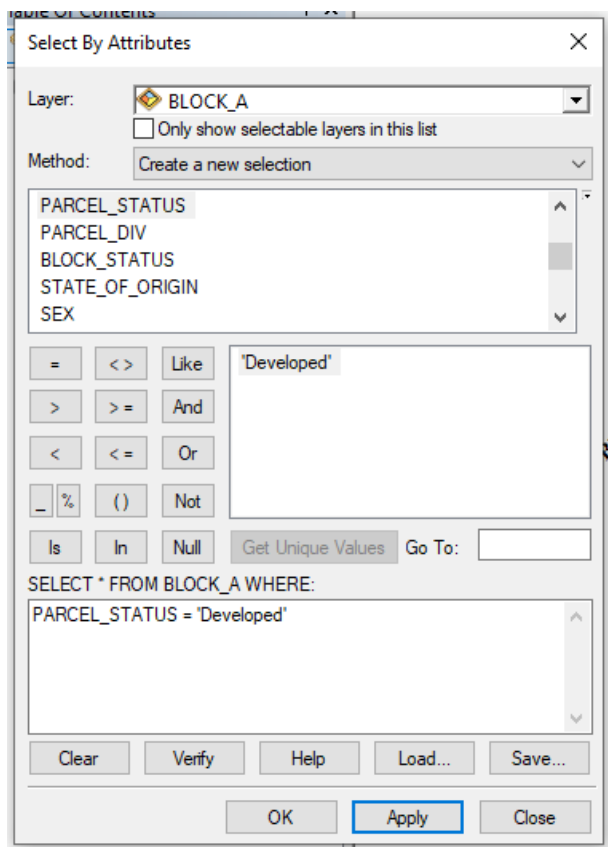 Table Of Contents
Select By Attributes
Layer: BLOCK_A
Only show selectable layers in this list
Method: Create a new selection
PARCEL_STATUS
PARCEL_DIV
BLOCK_STATUS
STATE_OF_ORIGIN
SEX
= < > Like 'Developed'
> > = And
< < = Or
_ % () Not
Is In Null Get Unique Values Go To:
SELECT * FROM BLOCK_A WHERE:
PARCEL_STATUS = 'Developed'
Clear Verify Help Load... Save...
OK Apply Close